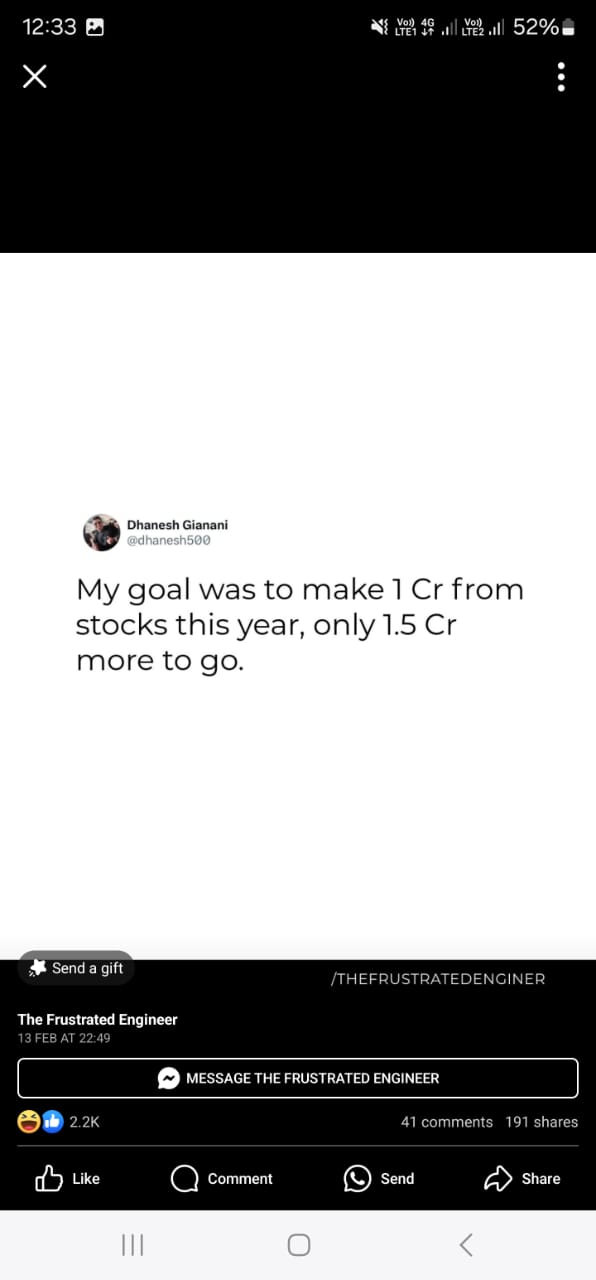 12:33
Vo)) 4G LTE1 Vo)) LTE2 52%
Dhanesh Gianani
@dhanesh500
My goal was to make 1 Cr from
stocks this year, only 1.5 Cr
more to go.
Send a gift
/THEFRUSTRATEDENGINER
The Frustrated Engineer
13 FEB AT 22:49
MESSAGE THE FRUSTRATED ENGINEER
2.2K 41 comments 191 shares
Like Comment Send Share